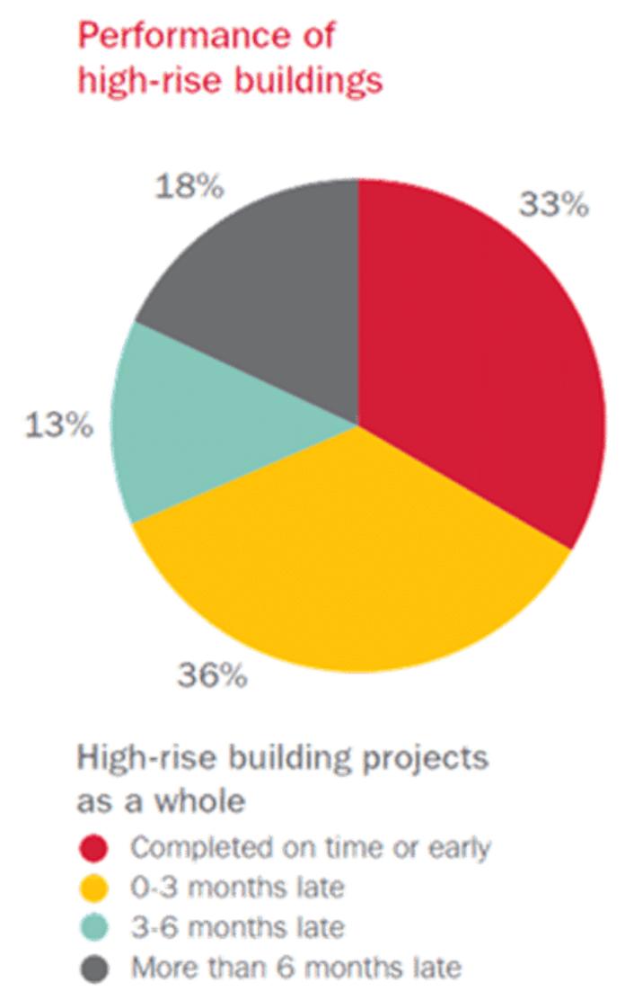 Performance of
high-rise buildings
18%
33%
13%
36%
High-rise building projects
as a whole
Completed on time or early
0-3 months late
3-6 months late
More than 6 months late